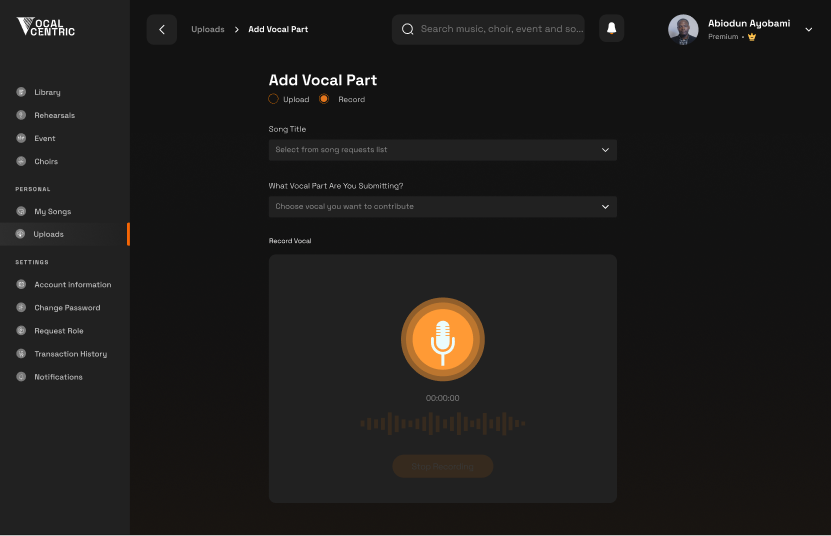 VOCAL
CENTRIC
Uploads > Add Vocal Part
Search music, choir, event and so...
Abiodun Ayobami
Premium •
Library
Rehearsals
Event
Choirs
PERSONAL
My Songs
Uploads
SETTINGS
Account information
Change Password
Request Role
Transaction History
Notifications
Add Vocal Part
Upload Record
Song Title
Select from song requests list
What Vocal Part Are You Submitting?
Choose vocal you want to contribute
Record Vocal
00:00:00
Stop Recording